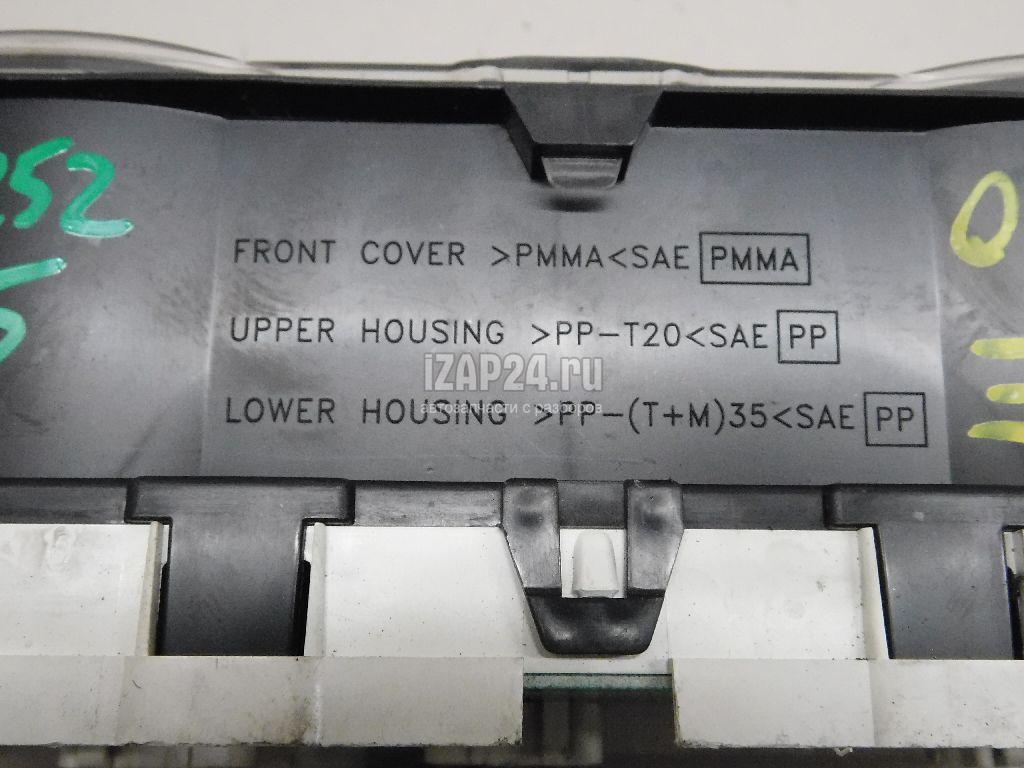 252
FRONT COVER >PMMA<SAE PMMA
UPPER HOUSING >PP-T20<SAE PP
iZAP24.ru
автозапчасти с разборов
LOWER HOUSING >PP-(T+M)35<SAE PP